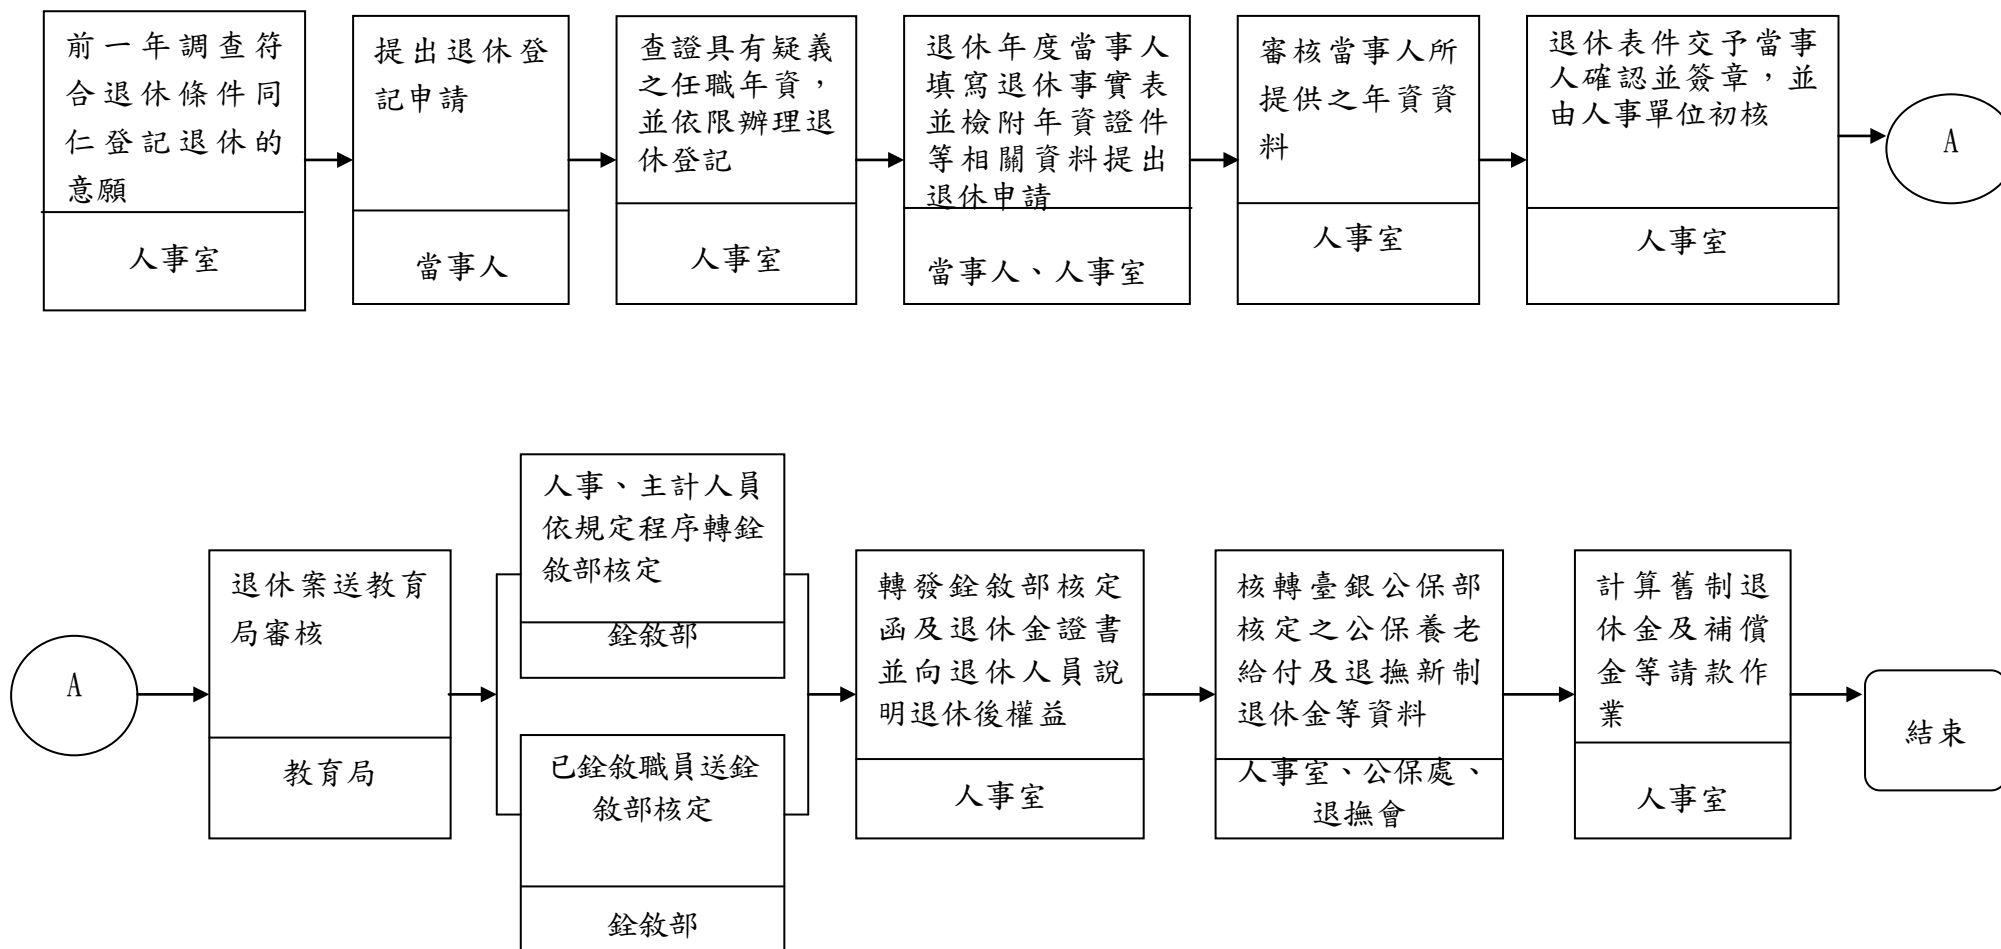 前一年調查符
合退休條件同
仁登記退休的
意願
人事室
提出退休登
記申請
當事人
查證具有疑義
之任職年資，
並依限辦理退
休登記
人事室
退休年度當事人
填寫退休事實表
並檢附年資證件
等相關資料提出
退休申請
當事人、人事室
審核當事人所
提供之年資資
料
人事室
退休表件交予當事
人確認並簽章，並
由人事單位初核
人事室
A
A
退休案送教育
局審核
教育局
人事、主計人員
依規定程序轉銓
敘部核定
銓敘部
已銓敘職員送銓
敘部核定
銓敘部
轉發銓敘部核定
函及退休金證書
並向退休人員說
明退休後權益
人事室
核轉臺銀公保部
核定之公保養老
給付及退撫新制
退休金等資料
人事室、公保處、
退撫會
計算舊制退
休金及補償
金等請款作
業
人事室
結束